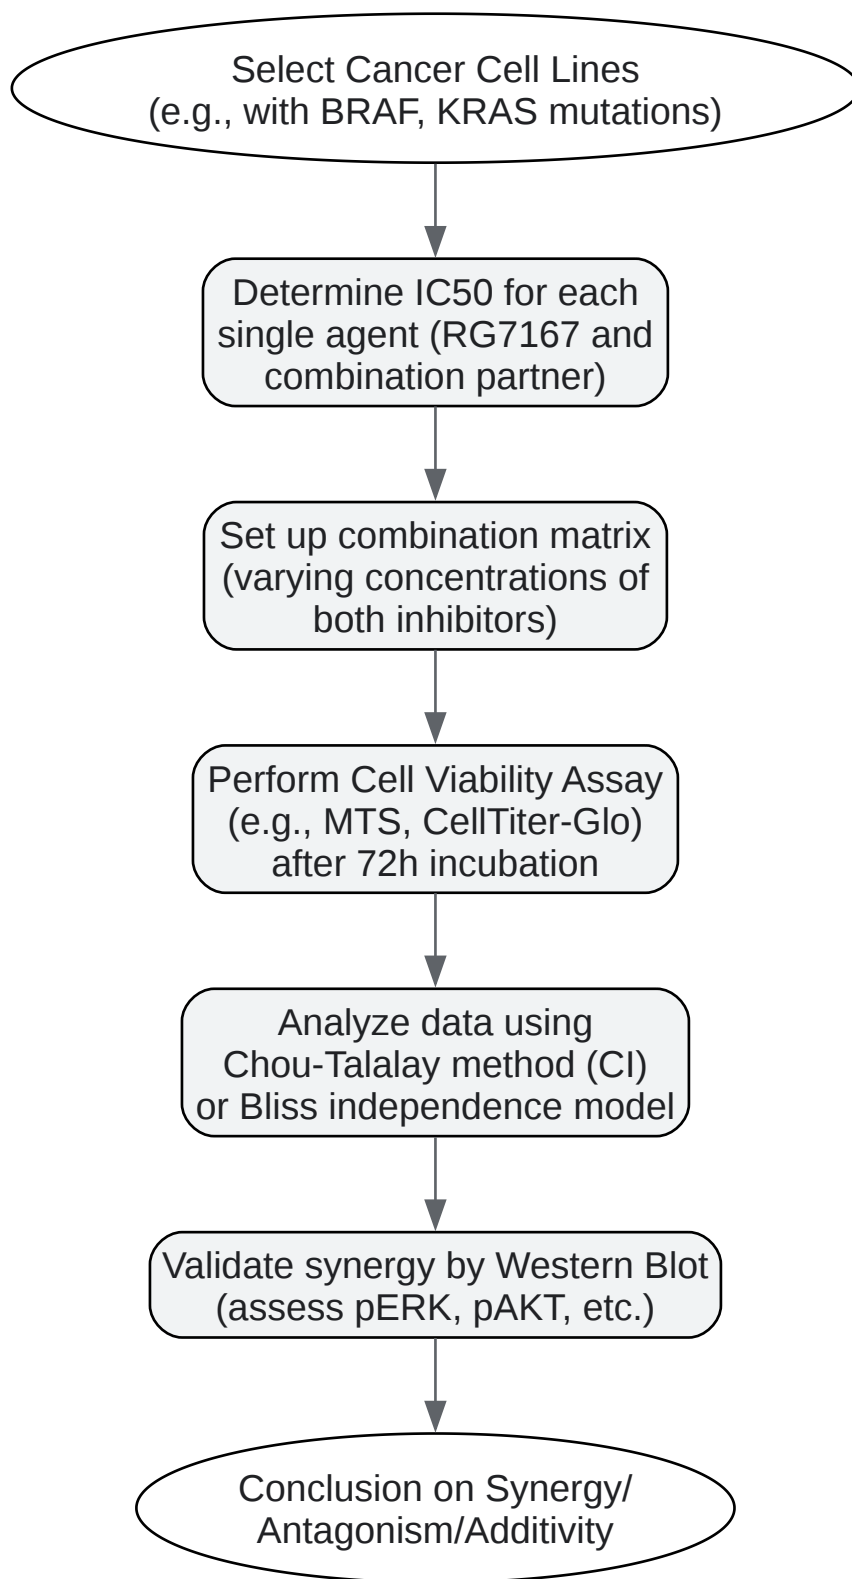 Select Cancer Cell Lines
(e.g., with BRAF, KRAS mutations)
Determine IC50 for each
single agent (RG7167 and
combination partner)
Set up combination matrix
(varying concentrations of
both inhibitors)
Perform Cell Viability Assay
(e.g., MTS, CellTiter-Glo)
after 72h incubation
Analyze data using
Chou-Talalay method (CI)
or Bliss independence model
Validate synergy by Western Blot
(assess pERK, pAKT, etc.)
Conclusion on Synergy/
Antagonism/Additivity